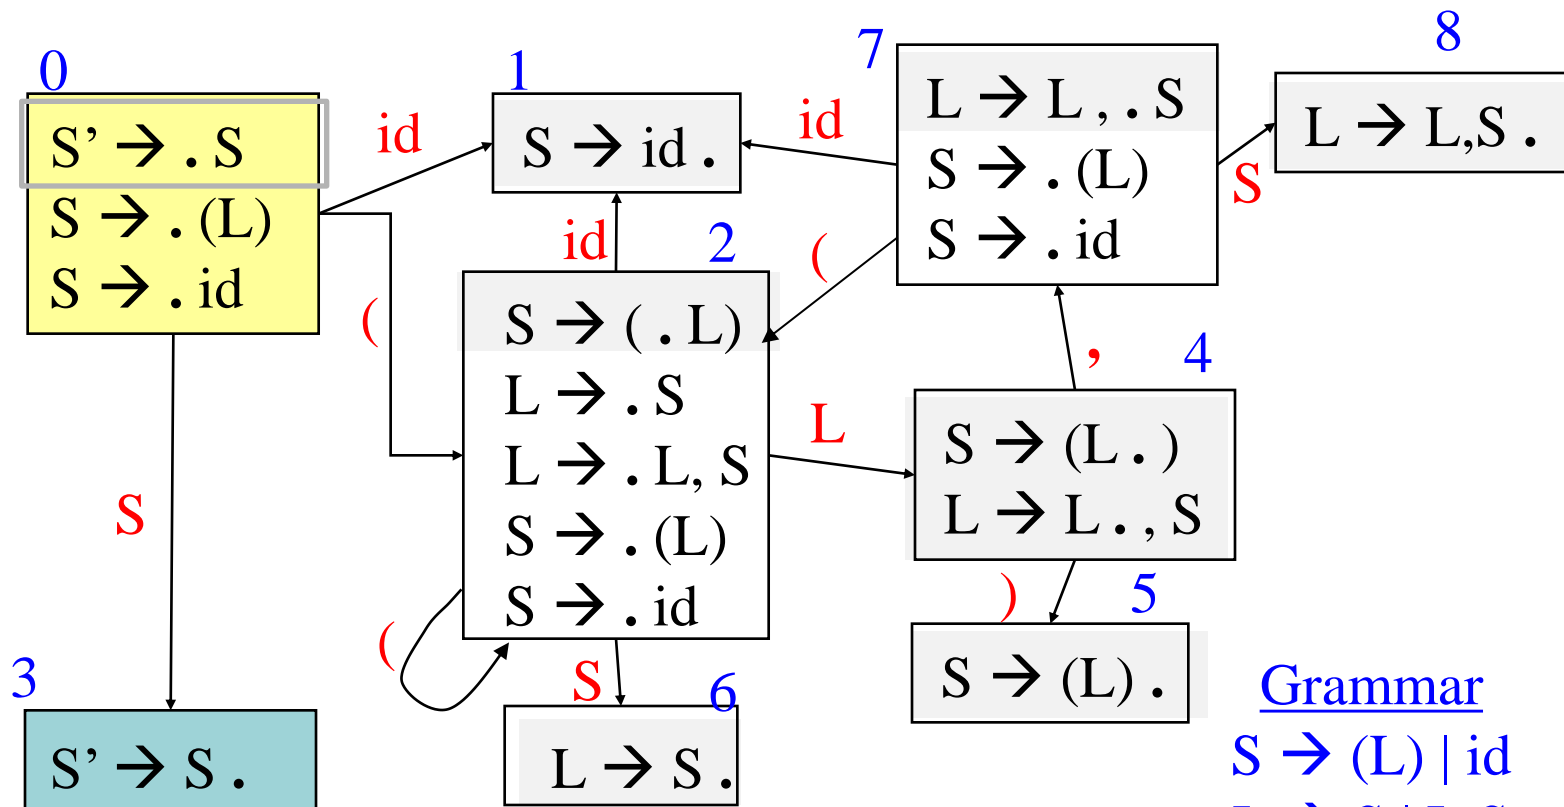 0
S’ → . S
S → . (L)
S → . id
id
(
S
3
S’ → S .
1
S → id .
id
2
S → ( . L)
L → . S
L → . L, S
S → . (L)
S → . id
(
S
6
L → S .
L
7
L → L , . S
S → . (L)
S → . id
id
(
S
8
L → L,S .
,
4
S → (L . )
L → L . , S
)
5
S → (L) .
Grammar
S → (L) | id